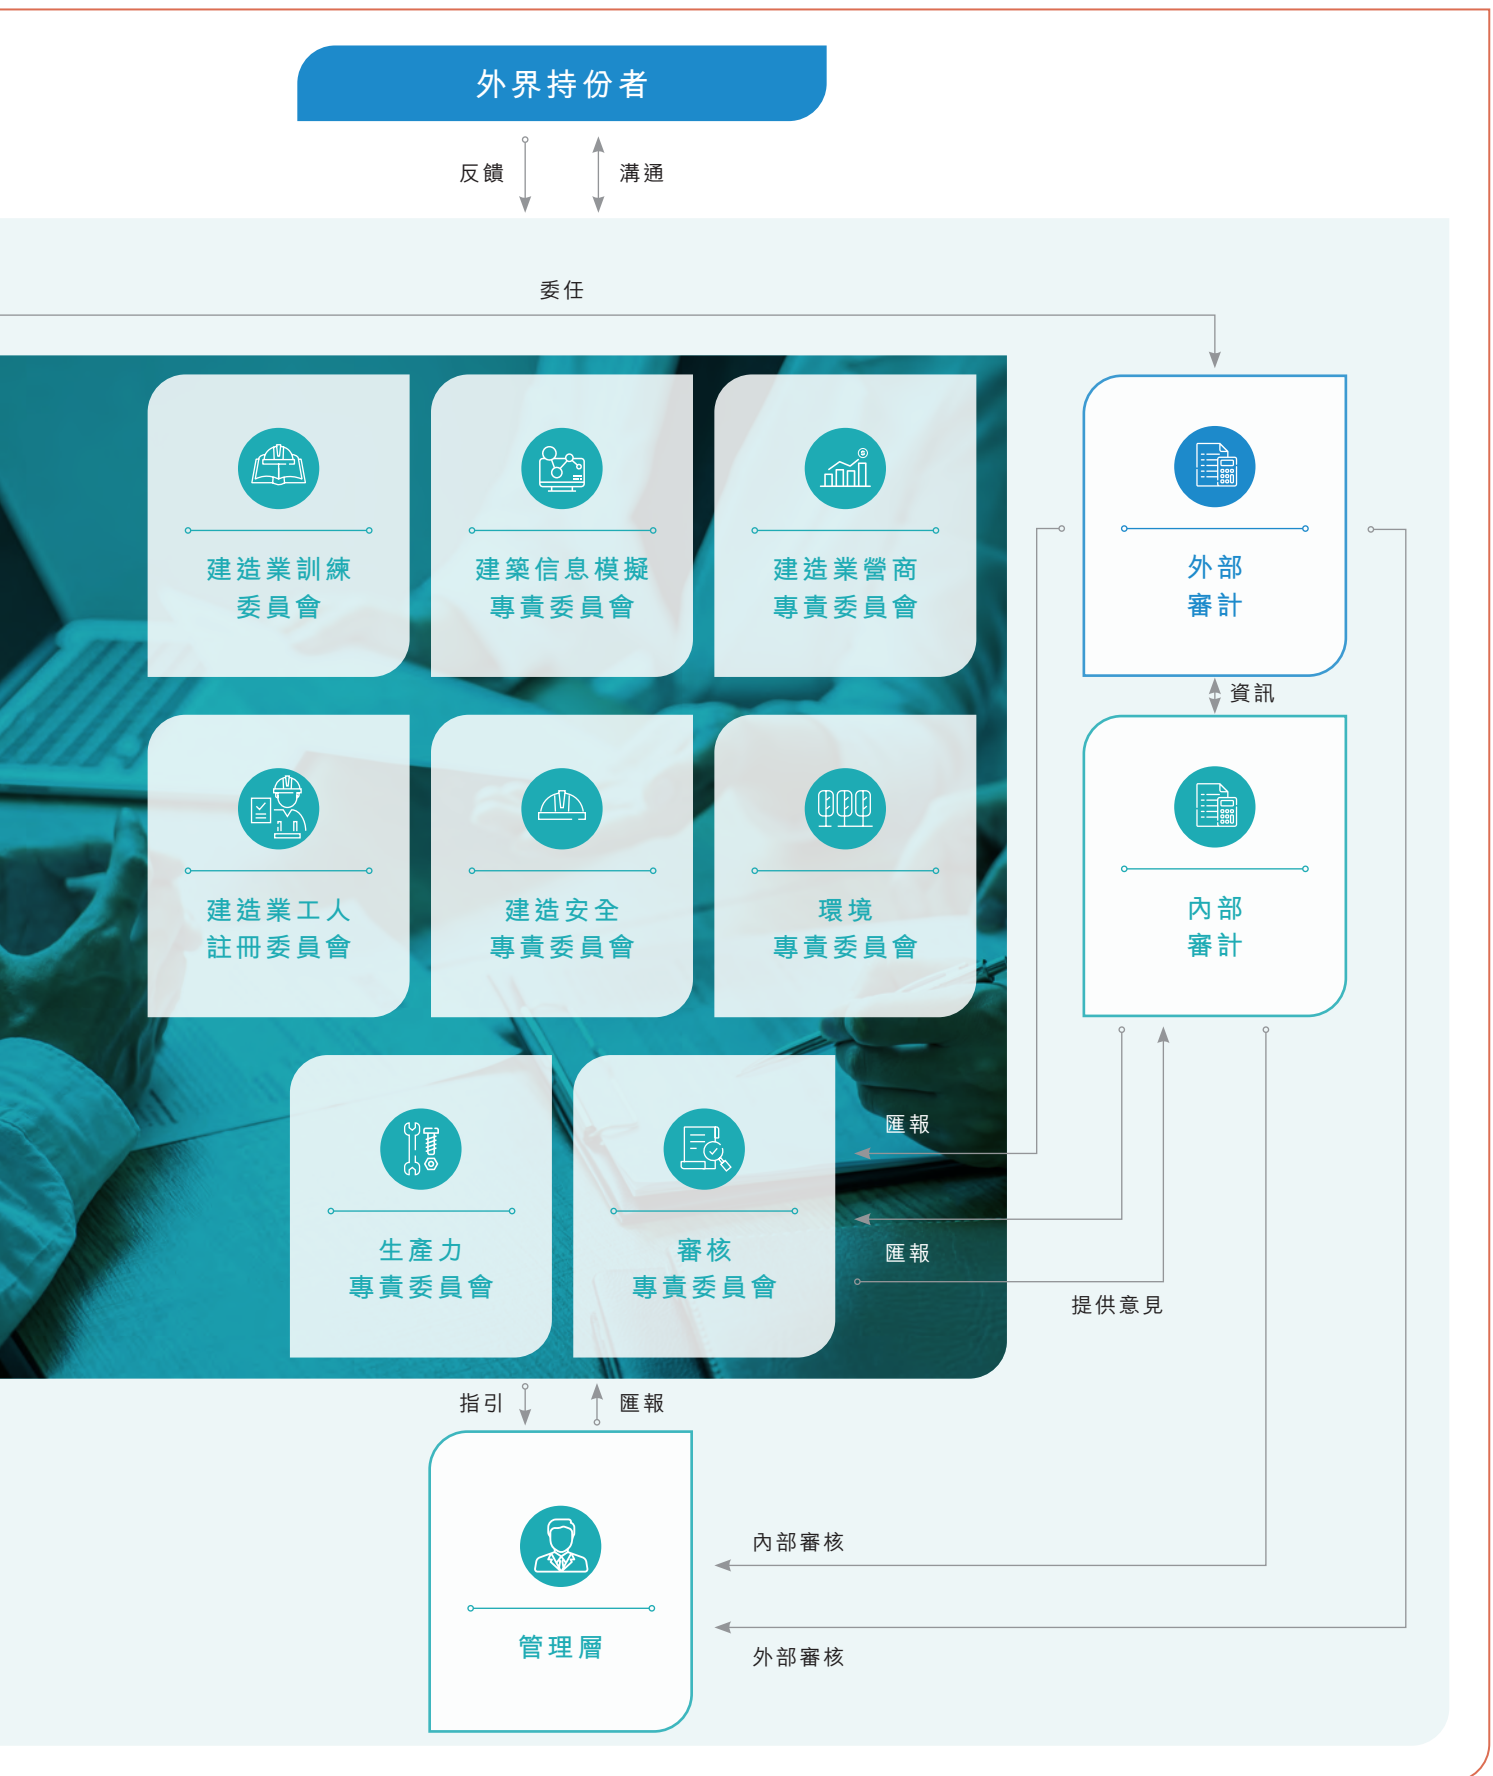 外界持份者
反饋
溝通
委任
建造業訓練
委員會
建築信息模擬
專責委員會
建造業營商
專責委員會
外部
審計
資訊
建造業工人
註冊委員會
建造安全
專責委員會
環境
專責委員會
內部
審計
匯報
生產力
專責委員會
審核
專責委員會
匯報
提供意見
指引
匯報
管理層
內部審核
外部審核